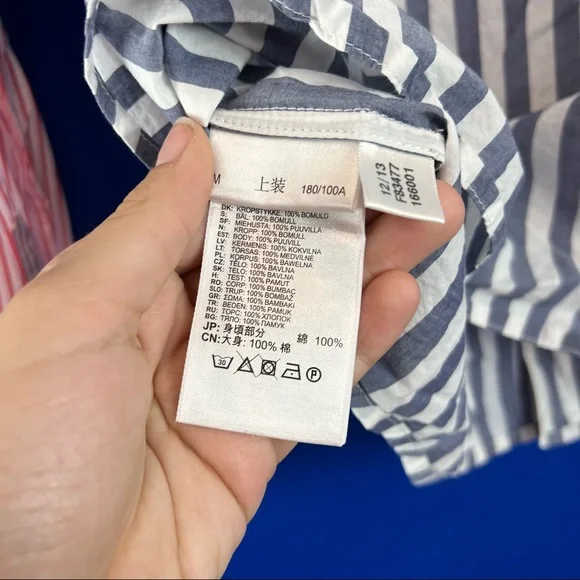 M 上装 180/100A
DK: KROPSTYKKE: 100% BOMULD
S: BÅL: 100% BOMULL
SF: MIEHUSTA: 100% PUUVILLA
N: KROPP: 100% BOMULL
EST: BODY: 100% PUUVILL
LV: ĶERMENIS: 100% KOKVILNA
LT: TORSAS: 100% MEDVILNĖ
PL: KORPUS: 100% BAWEŁNA
CZ: TĚLO: 100% BAVLNA
SK: TELO: 100% BAVLNA
H: TEST: 100% PAMUT
RO: CORP: 100% BUMBAC
SLO: TRUP: 100% BOMBAŽ
GR: ΣΩΜΑ: 100% ΒΑΜΒΑΚΙ
TR: BEDEN: 100% PAMUK
RU: ТОРС: 100% ХЛОПОК
BG: ТЯЛО: 100% ПАМУК
JP: 身頃部分 綿 100%
CN: 大身: 100% 棉
30 P
12/13
F83477
166001